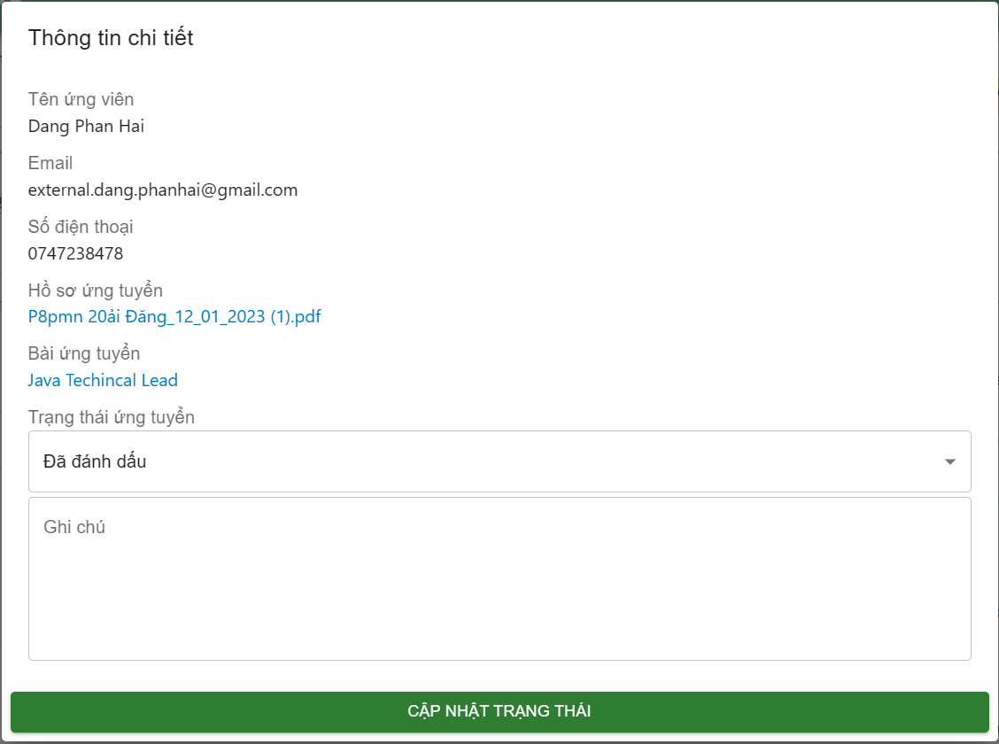 Thông tin chi tiết
Tên ứng viên
Dang Phan Hai
Email
external.dang.phanhai@gmail.com
Số điện thoại
0747238478
Hồ sơ ứng tuyển
P8pmn 20ải Đăng_12_01_2023 (1).pdf
Bài ứng tuyển
Java Techincal Lead
Trạng thái ứng tuyển
Đã đánh dấu
Ghi chú
CẬP NHẬT TRẠNG THÁI